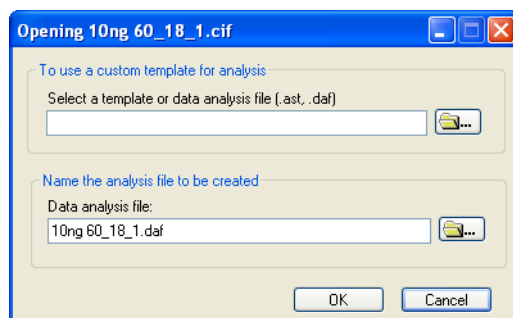 Opening 10ng 60_18_1.cif
To use a custom template for analysis
Select a template or data analysis file (.ast, .daf)
...
Name the analysis file to be created
Data analysis file:
10ng 60_18_1.daf
...
OK Cancel